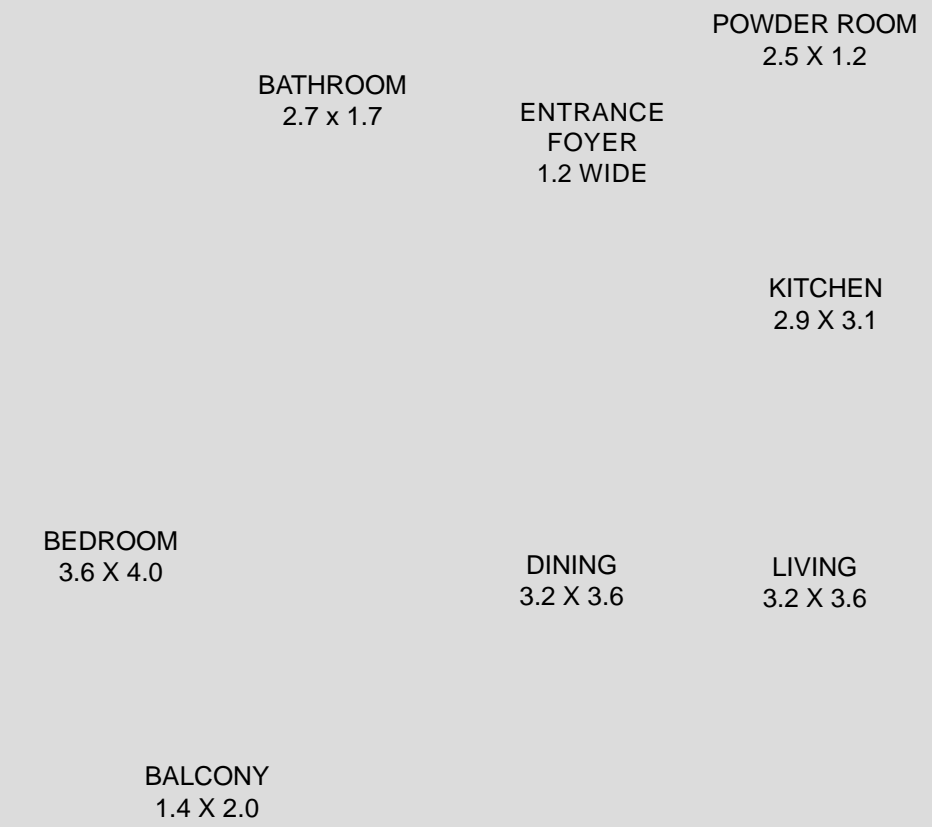 POWDER ROOM
2.5 X 1.2
BATHROOM
2.7 x 1.7
ENTRANCE
FOYER
1.2 WIDE
KITCHEN
2.9 X 3.1
BEDROOM
3.6 X 4.0
DINING
3.2 X 3.6
LIVING
3.2 X 3.6
BALCONY
1.4 X 2.0